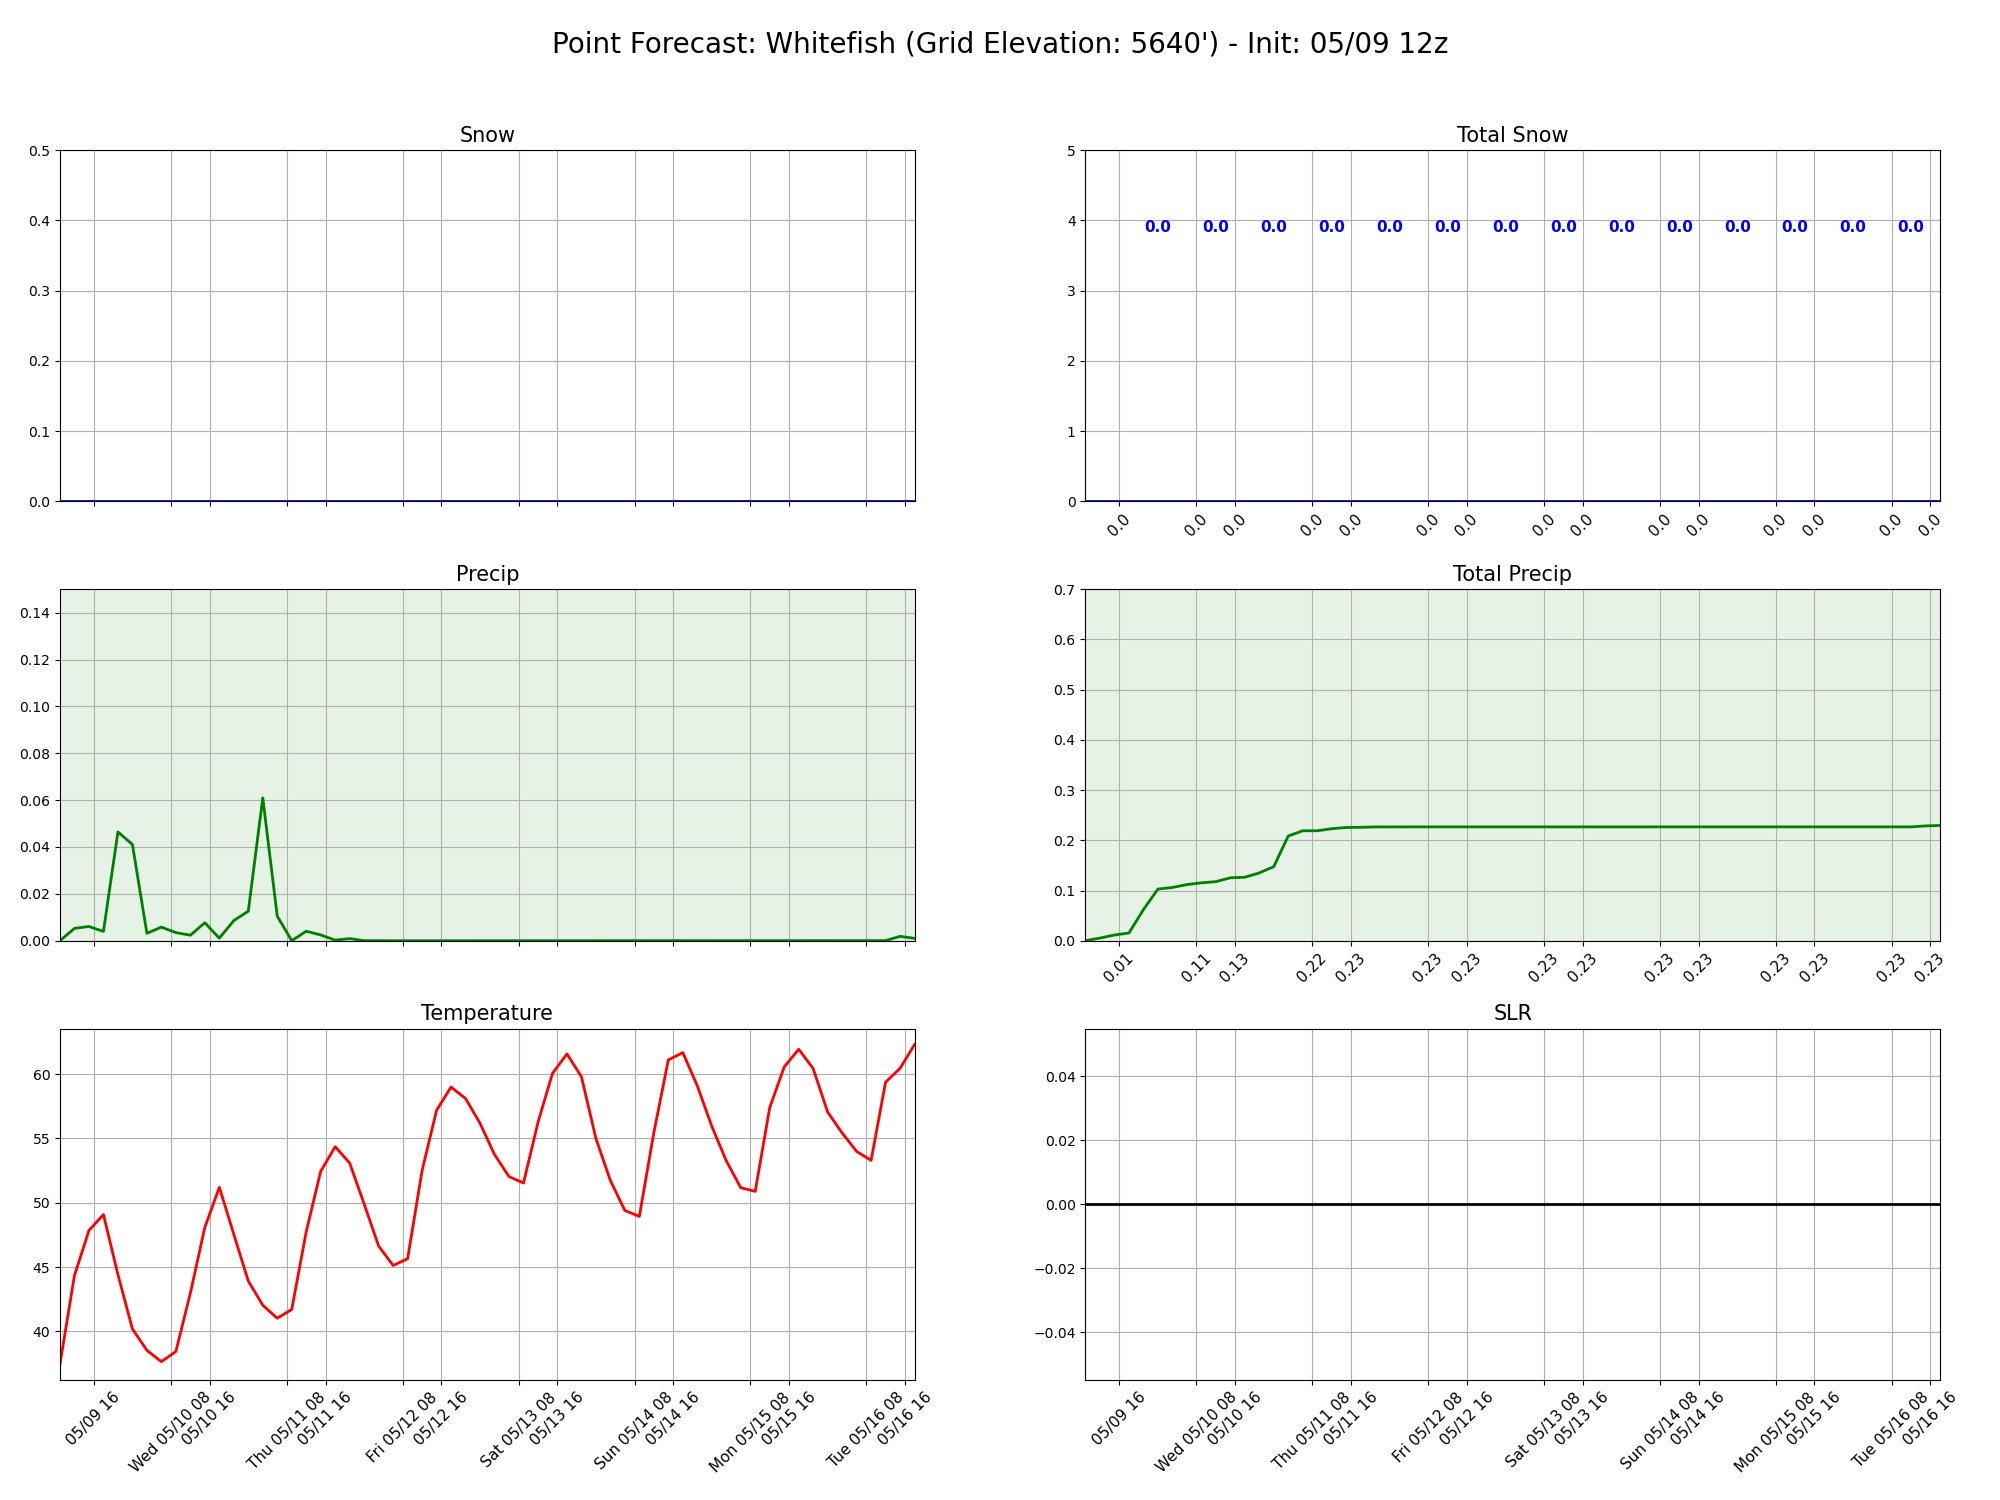 Point Forecast: Whitefish (Grid Elevation: 5640') - Init: 05/09 12z
Snow
0.5
0.4
0.3
0.2
0.1
0.0
Total Snow
5
4
3
2
1
0
0.0 0.0 0.0 0.0 0.0 0.0 0.0 0.0 0.0 0.0 0.0 0.0 0.0 0.0
0.0 0.0 0.0 0.0 0.0 0.0 0.0 0.0 0.0 0.0 0.0 0.0 0.0 0.0 0.0
Precip
0.14
0.12
0.10
0.08
0.06
0.04
0.02
0.00
Total Precip
0.7
0.6
0.5
0.4
0.3
0.2
0.1
0.0
0.01 0.11 0.13 0.22 0.23 0.23 0.23 0.23 0.23 0.23 0.23 0.23 0.23 0.23 0.23
Temperature
60
55
50
45
40
05/09 16
Wed 05/10 08
05/10 16
Thu 05/11 08
05/11 16
Fri 05/12 08
05/12 16
Sat 05/13 08
05/13 16
Sun 05/14 08
05/14 16
Mon 05/15 08
05/15 16
Tue 05/16 08
05/16 16
SLR
0.04
0.02
0.00
−0.02
−0.04
05/09 16
Wed 05/10 08
05/10 16
Thu 05/11 08
05/11 16
Fri 05/12 08
05/12 16
Sat 05/13 08
05/13 16
Sun 05/14 08
05/14 16
Mon 05/15 08
05/15 16
Tue 05/16 08
05/16 16